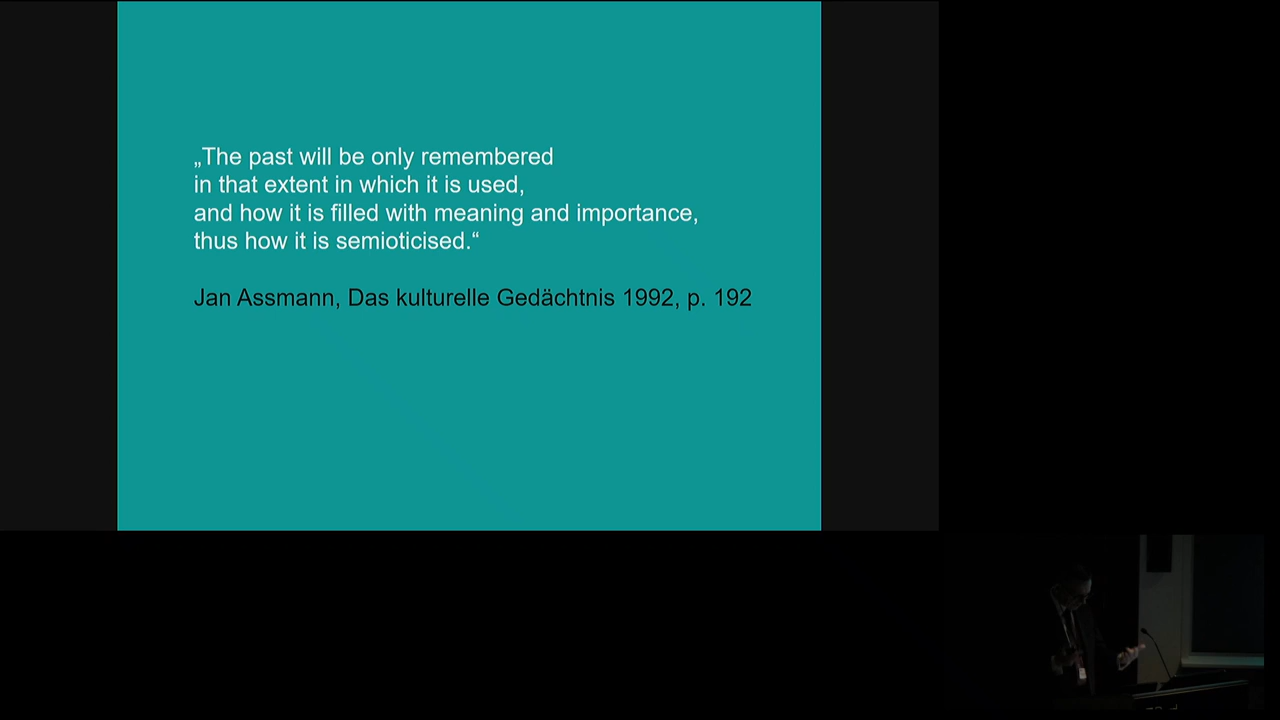 „The past will be only remembered
in that extent in which it is used,
and how it is filled with meaning and importance,
thus how it is semioticised.“
Jan Assmann, Das kulturelle Gedächtnis 1992, p. 192